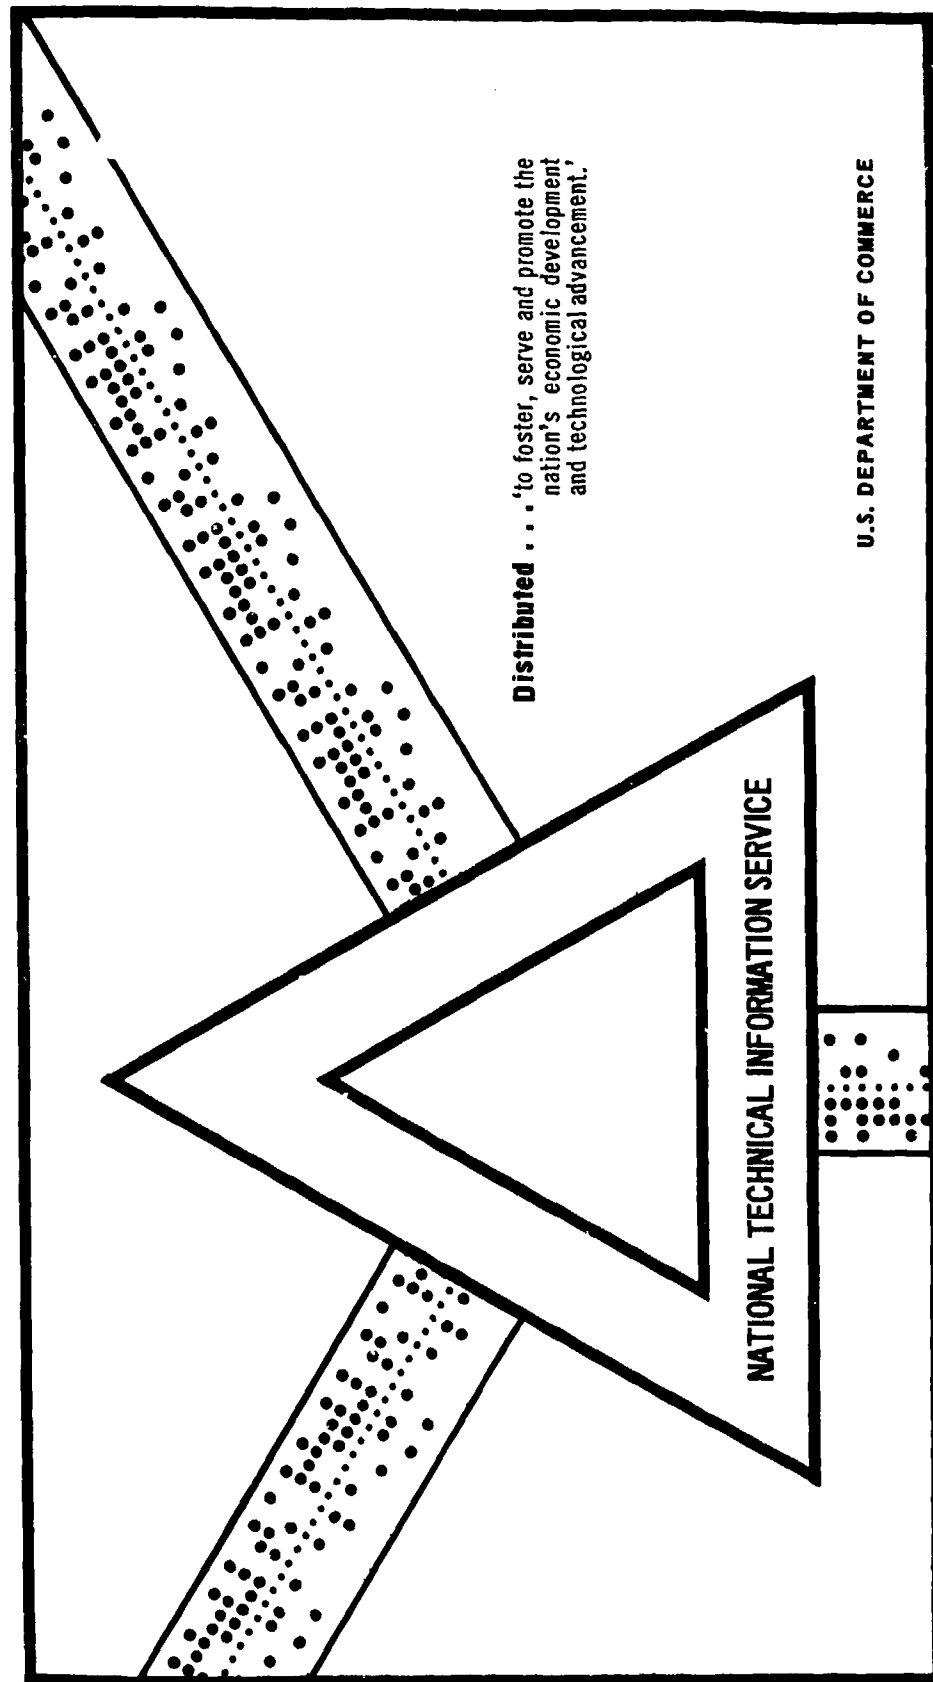 Distributed . . . 'to foster, serve and promote the
nation's economic development
and technological advancement.'
NATIONAL TECHNICAL INFORMATION SERVICE
U.S. DEPARTMENT OF COMMERCE